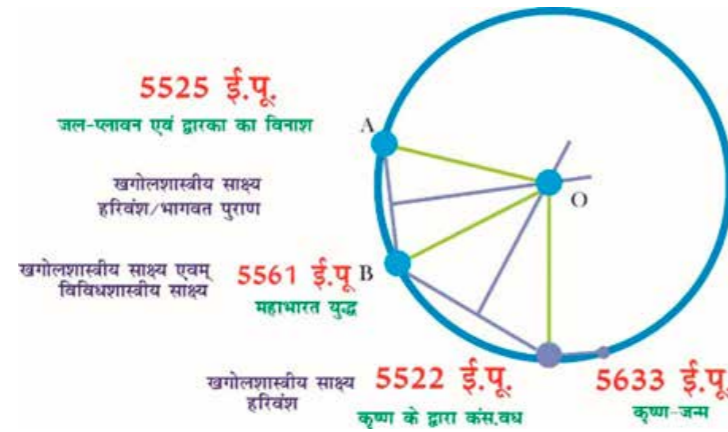 5525 ई.पू.
जल-प्लावन एवं द्वारका का विनाश
A
खगोलशास्त्रीय साक्ष्य
हरिवंश/भागवत पुराण
O
खगोलशास्त्रीय साक्ष्य एवम्
विविधशास्त्रीय साक्ष्य
5561 ई.पू
B
महाभारत युद्ध
खगोलशास्त्रीय साक्ष्य
हरिवंश
5522 ई.पू.
कृष्ण के द्वारा कंस.वध
5633 ई.पू.
कृष्ण-जन्म